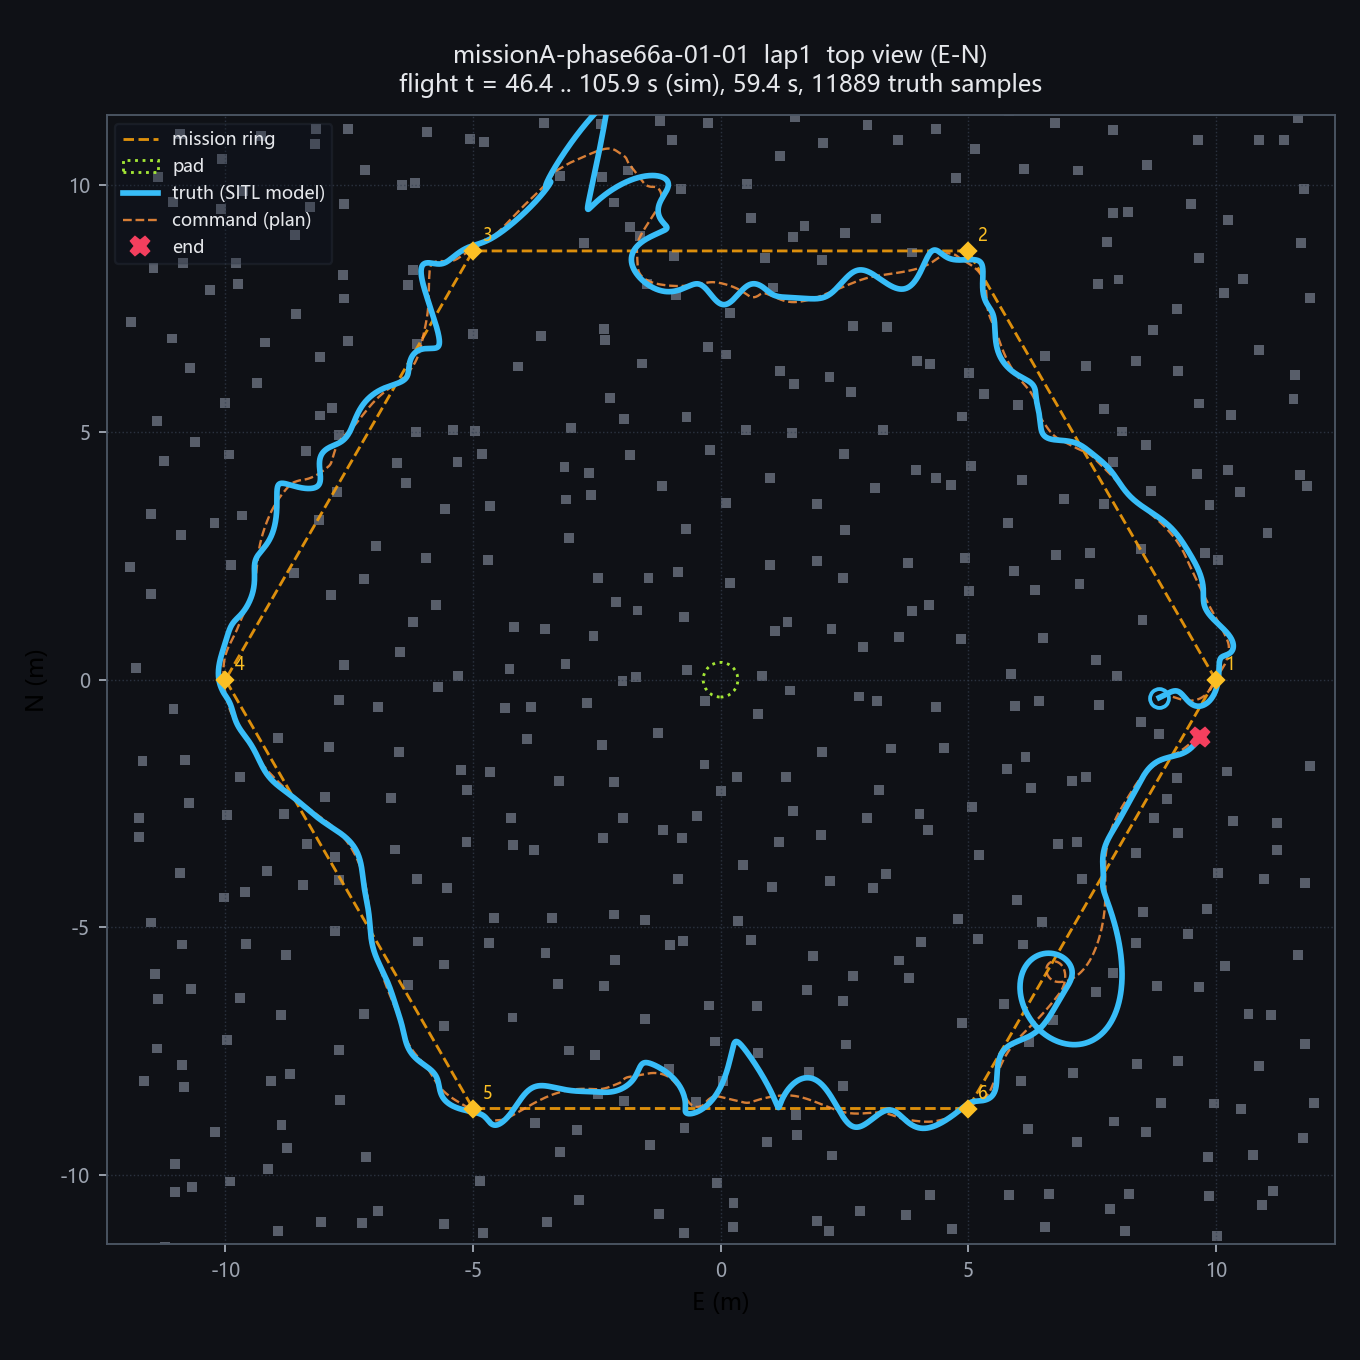 missionA-phase66a-01-01 lap1 top view (E-N)
flight t = 46.4 .. 105.9 s (sim), 59.4 s, 11889 truth samples
mission ring
pad
truth (SITL model)
command (plan)
end
3
2
4
1
5
6
10
5
0
-5
-10
N (m)
-10
-5
0
5
10
E (m)